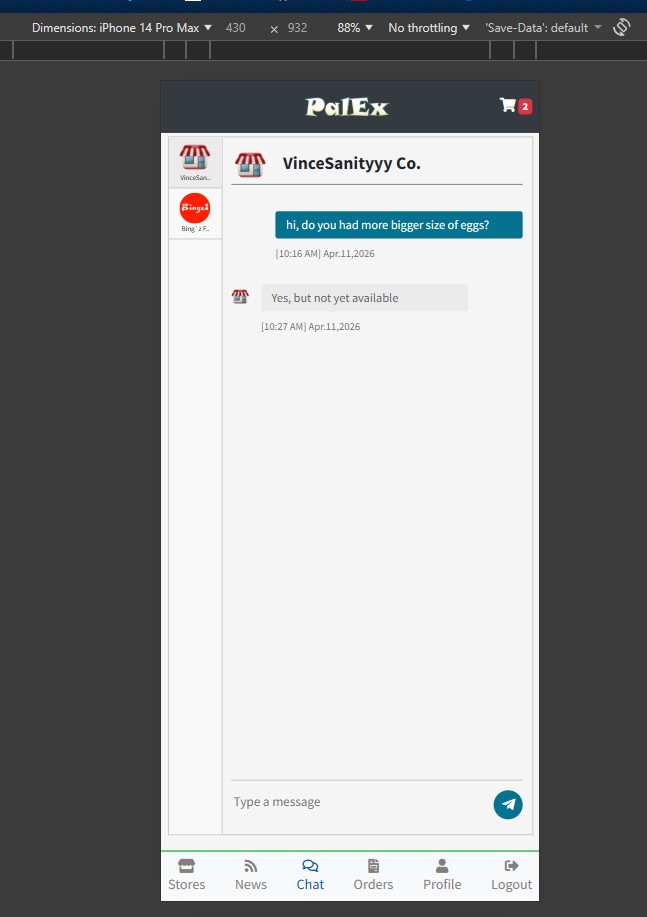 Dimensions: iPhone 14 Pro Max 430 x 932 88% No throttling 'Save-Data': default
PalEx
2
VinceSan..
VinceSanityyy Co.
Bingsu
Bing`z F..
hi, do you had more bigger size of eggs?
[10:16 AM] Apr.11,2026
Yes, but not yet available
[10:27 AM] Apr.11,2026
Type a message
Stores News Chat Orders Profile Logout